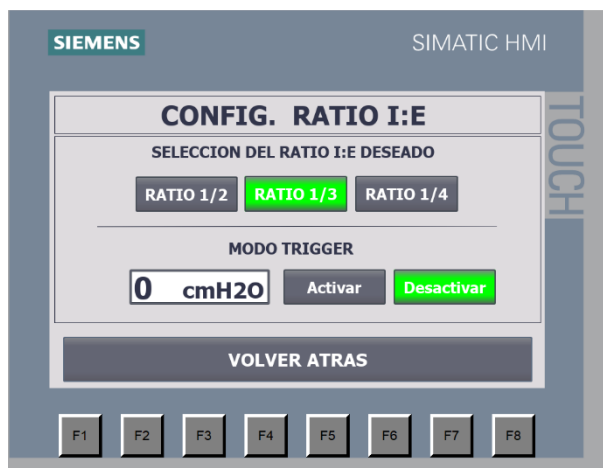 SIEMENS SIMATIC HMI
TOUCH
CONFIG. RATIO I:E
SELECCION DEL RATIO I:E DESEADO
RATIO 1/2 RATIO 1/3 RATIO 1/4
MODO TRIGGER
0 cmH2O Activar Desactivar
VOLVER ATRAS
F1 F2 F3 F4 F5 F6 F7 F8